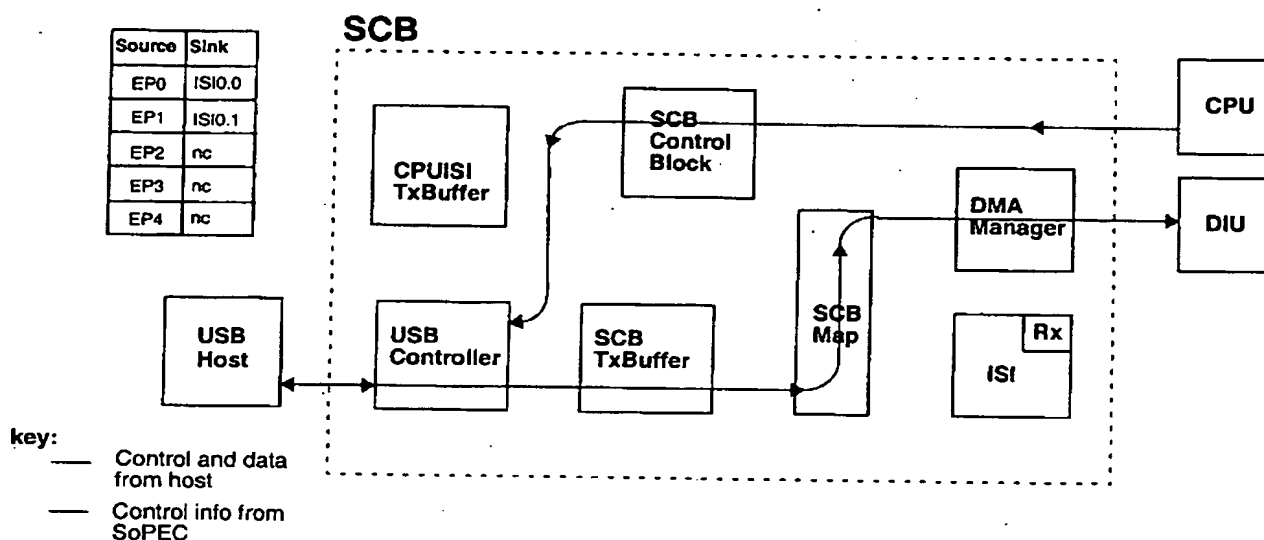 SCB
Source Sink
EP0 ISI0.0
EP1 ISI0.1
EP2 nc
EP3 nc
EP4 nc
CPUISI
TxBuffer
SCB
Control
Block
CPU
DMA
Manager
DIU
USB
Host
USB
Controller
SCB
TxBuffer
SCB
Map
Rx
ISI
key:
Control and data
from host
Control info from
SoPEC